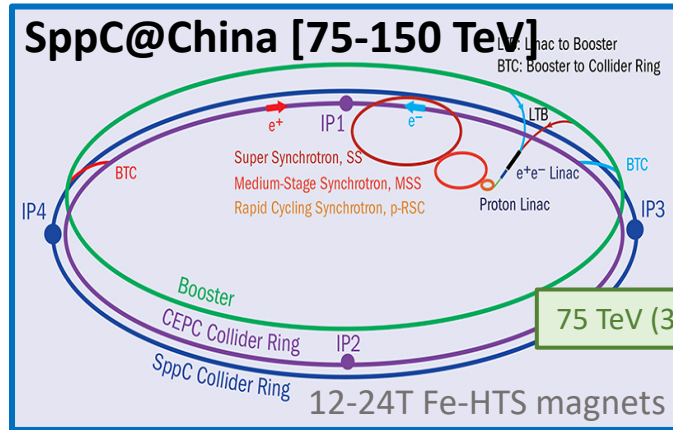 SppC@China [75-150 TeV]
LTB: Linac to Booster
BTC: Booster to Collider Ring
e+
IP1
e−
LTB
Super Synchrotron, SS
Medium-Stage Synchrotron, MSS
Rapid Cycling Synchrotron, p-RSC
e+e− Linac
Proton Linac
BTC
BTC
IP4
IP3
Booster
CEPC Collider Ring
IP2
SppC Collider Ring
75 TeV (3
12-24T Fe-HTS magnets